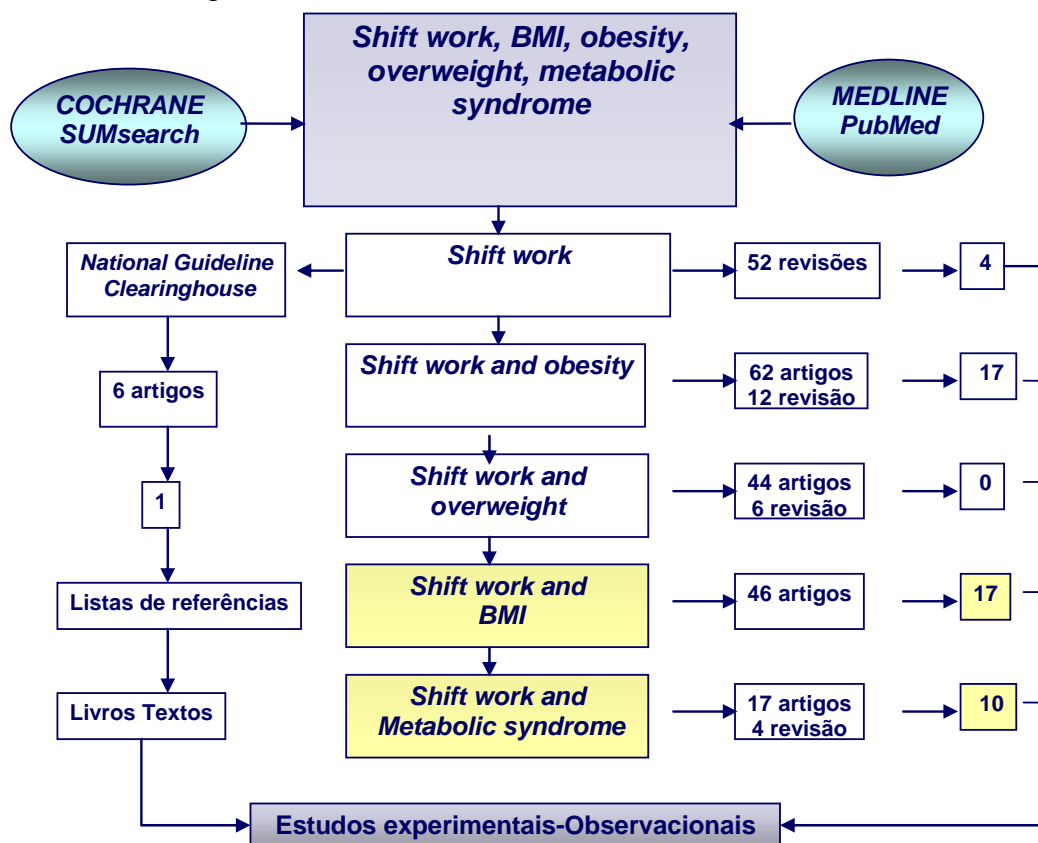 Shift work, BMI, obesity,
overweight, metabolic
syndrome
COCHRANE
SUMsearch
MEDLINE
PubMed
National Guideline
Clearinghouse
Shift work
52 revisões
4
6 artigos
Shift work and obesity
62 artigos
12 revisão
17
1
Shift work and
overweight
44 artigos
6 revisão
0
Listas de referências
Shift work and
BMI
46 artigos
17
Livros Textos
Shift work and
Metabolic syndrome
17 artigos
4 revisão
10
Estudos experimentais-Observacionais